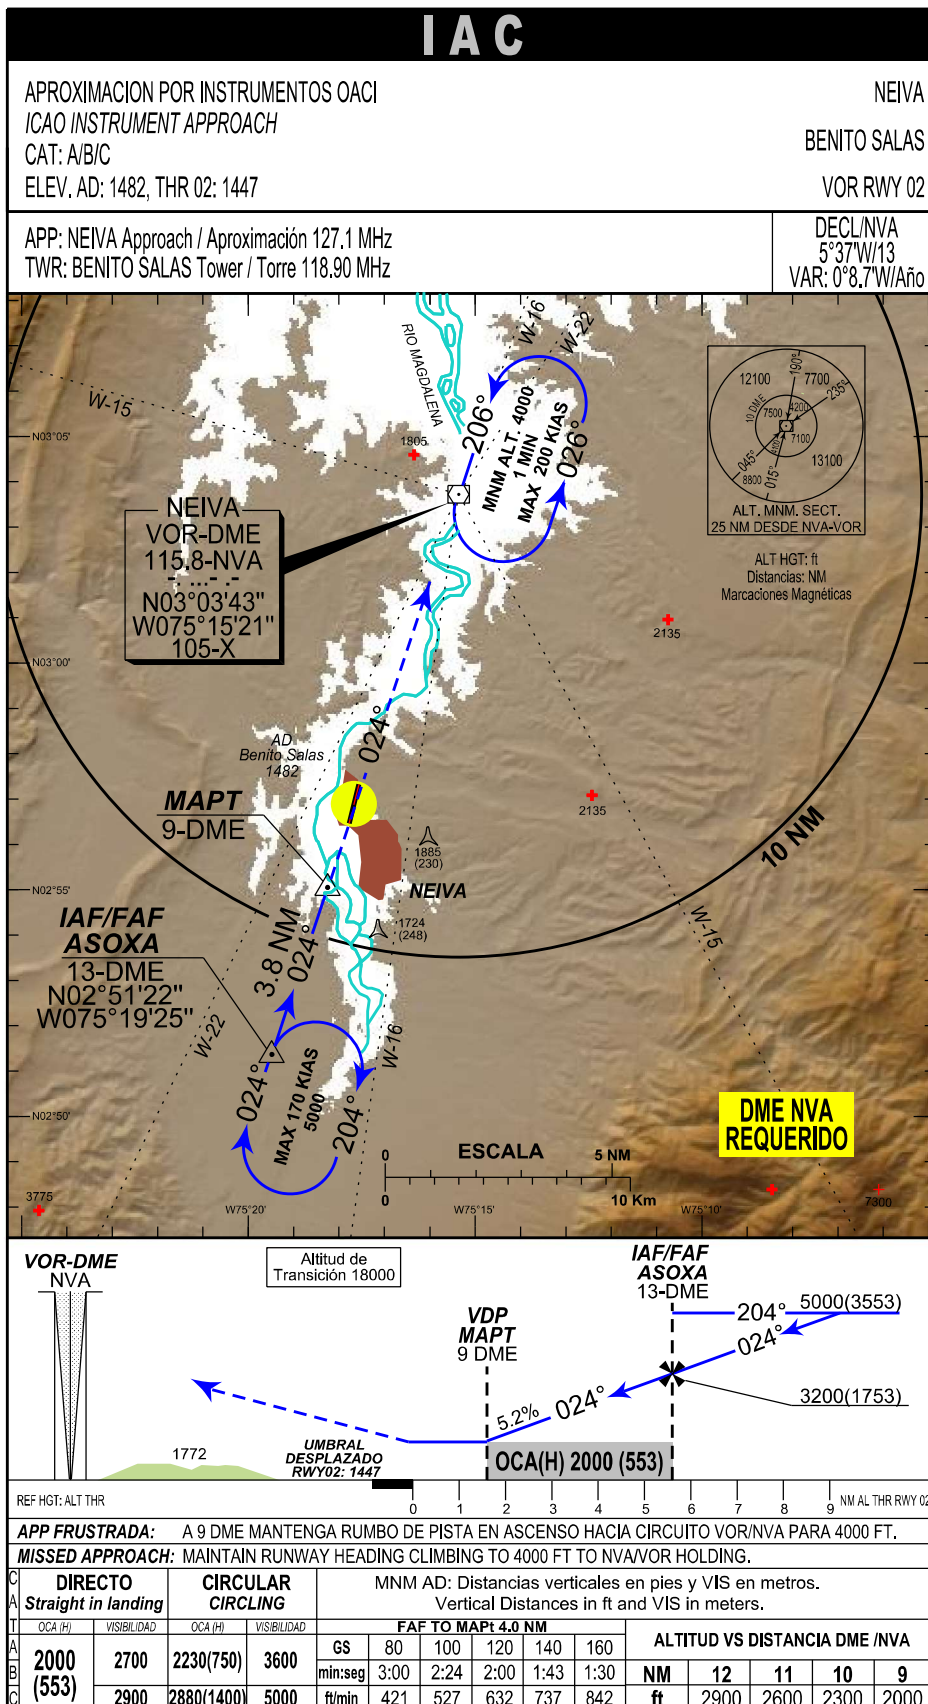 IAC
APROXIMACION POR INSTRUMENTOS OACI
ICAO INSTRUMENT APPROACH
CAT: A/B/C
ELEV. AD: 1482, THR 02: 1447
NEIVA
BENITO SALAS
VOR RWY 02
APP: NEIVA Approach / Aproximación 127.1 MHz
TWR: BENITO SALAS Tower / Torre 118.90 MHz
DECL/NVA
5°37'W/13
VAR: 0°8.7'W/Año
W-16
W-22
RIO MAGDALENA
W-15
N03°05'
1805
206°
MNM ALT. 4000
1 MIN
MAX 200 KIAS
026°
12100
190°
7700
235°
10 DME
7500
4200
7100
045°
8800
015°
13100
ALT. MNM. SECT.
25 NM DESDE NVA-VOR
ALT HGT: ft
Distancias: NM
Marcaciones Magnéticas
NEIVA
VOR-DME
115.8-NVA
-. ...- .-
N03°03'43"
W075°15'21"
105-X
2135
N03°00'
024°
AD
Benito Salas
1482
MAPT
9-DME
2135
10 NM
1885
(230)
NEIVA
N02°55'
1724
(248)
W-15
IAF/FAF
ASOXA
13-DME
N02°51'22"
W075°19'25"
3.8 NM
024°
W-22
W-16
024°
MAX 170 KIAS
5000
204°
N02°50'
DME NVA
REQUERIDO
0 ESCALA 5 NM
0 10 Km
3775
W75°20'
W75°15'
W75°10'
7300
VOR-DME
NVA
Altitud de
Transición 18000
IAF/FAF
ASOXA
13-DME
204°
5000(3553)
024°
VDP
MAPT
9 DME
3200(1753)
5.2%
024°
1772
UMBRAL
DESPLAZADO
RWY02: 1447
OCA(H) 2000 (553)
REF HGT: ALT THR
0 1 2 3 4 5 6 7 8 9 NM AL THR RWY 02
APP FRUSTRADA: A 9 DME MANTENGA RUMBO DE PISTA EN ASCENSO HACIA CIRCUITO VOR/NVA PARA 4000 FT.
MISSED APPROACH: MAINTAIN RUNWAY HEADING CLIMBING TO 4000 FT TO NVA/VOR HOLDING.
CAT
DIRECTO
Straight in landing
CIRCULAR
CIRCLING
MNM AD: Distancias verticales en pies y VIS en metros.
Vertical Distances in ft and VIS in meters.
OCA (H) VISIBILIDAD OCA (H) VISIBILIDAD
FAF TO MAPt 4.0 NM
ALTITUD VS DISTANCIA DME /NVA
A 2000 (553) 2700 2230(750) 3600
GS 80 100 120 140 160
B
min:seg 3:00 2:24 2:00 1:43 1:30
NM 12 11 10 9
C 2900 2880(1400) 5000
ft/min 421 527 632 737 842
ft 2900 2600 2300 2000